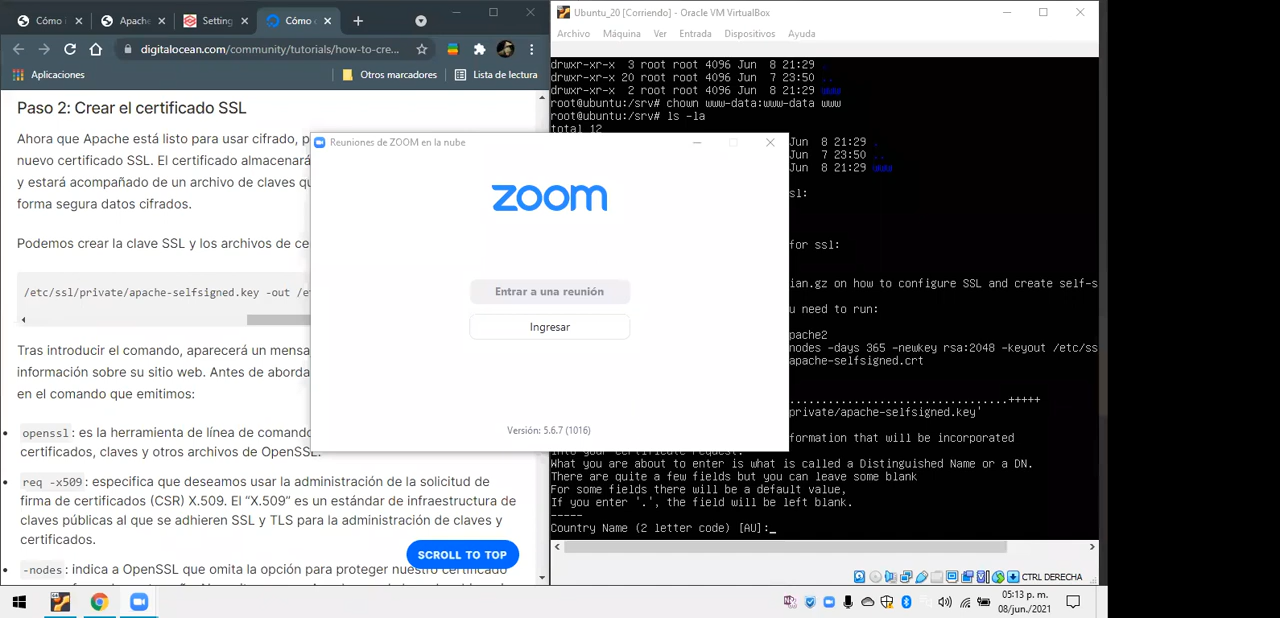 Cómo c
Apache
Setting
Cómo c
digitalocean.com/community/tutorials/how-to-cre...
Aplicaciones
Otros marcadores
Lista de lectura
Paso 2: Crear el certificado SSL
Ahora que Apache está listo para usar cifrado, p
nuevo certificado SSL. El certificado almacenará
y estará acompañado de un archivo de claves qu
forma segura datos cifrados.
Podemos crear la clave SSL y los archivos de ce
/etc/ssl/private/apache-selfsigned.key -out /et
Tras introducir el comando, aparecerá un mensa
información sobre su sitio web. Antes de aborda
en el comando que emitimos:
openssl: es la herramienta de línea de comando
certificados, claves y otros archivos de OpenSSL.
req -x509: especifica que deseamos usar la administración de la solicitud de
firma de certificados (CSR) X.509. El “X.509” es un estándar de infraestructura de
claves públicas al que se adhieren SSL y TLS para la administración de claves y
certificados.
-nodes: indica a OpenSSL que omita la opción para proteger nuestro certificado
SCROLL TO TOP
Reuniones de ZOOM en la nube
zoom
Entrar a una reunión
Ingresar
Versión: 5.6.7 (1016)
Ubuntu_20 [Corriendo] - Oracle VM VirtualBox
Archivo Máquina Ver Entrada Dispositivos Ayuda
drwxr-xr-x 3 root root 4096 Jun 8 21:29 .
drwxr-xr-x 20 root root 4096 Jun 7 23:50 ..
drwxr-xr-x 2 root root 4096 Jun 8 21:29 www
root@ubuntu:/srv# chown www-data:www-data www
root@ubuntu:/srv# ls -la
total 12
Jun 8 21:29 .
Jun 7 23:50 ..
Jun 8 21:29 www
sl:
for ssl:
ian.gz on how to configure SSL and create self-s
u need to run:
pache2
nodes -days 365 -newkey rsa:2048 -keyout /etc/ss
apache-selfsigned.crt
..................................+++++
private/apache-selfsigned.key'
formation that will be incorporated
into your certificate request.
What you are about to enter is what is called a Distinguished Name or a DN.
There are quite a few fields but you can leave some blank
For some fields there will be a default value,
If you enter '.', the field will be left blank.
-----
Country Name (2 letter code) [AU]:_
CTRL DERECHA
05:13 p. m.
08/jun./2021